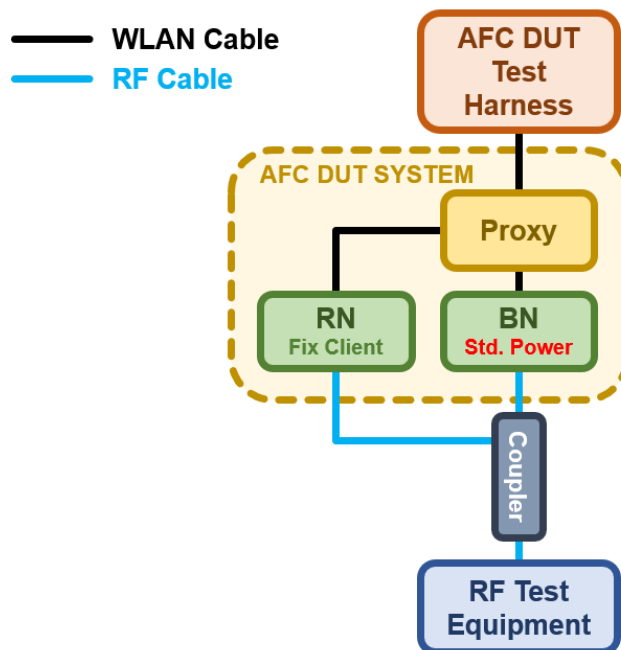 WLAN Cable
RF Cable
AFC DUT
Test
Harness
AFC DUT SYSTEM
Proxy
RN
Fix Client
BN
Std. Power
Coupler
RF Test
Equipment